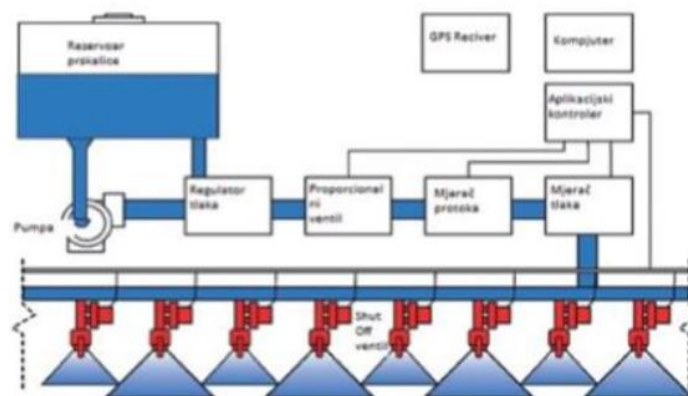 Reservoar
prskalice
GPS Reciver
Kompjuter
Aplikacijski
kontroler
Regulator
tlaka
Proporcional
ni
ventil
Mjerač
protoka
Mjerač
tlaka
Pumpa
Shut
Off
ventil